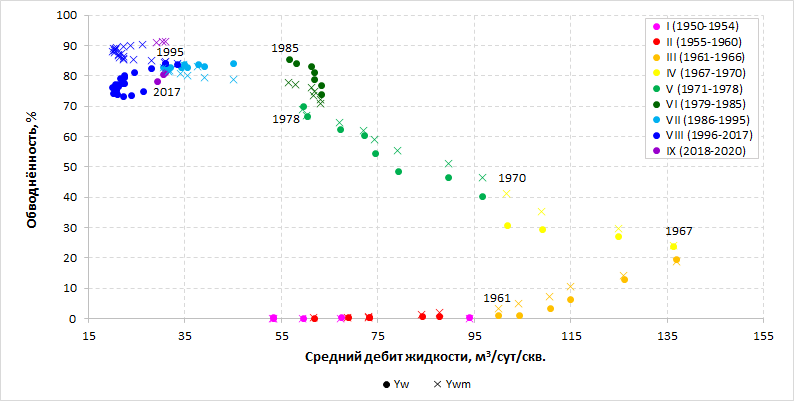 100
90
80
70
60
50
40
30
20
10
0
Обводнённость, %
15
35
55
75
95
115
135
155
Средний дебит жидкости, м³/сут/скв.
1995
2017
1985
1978
1970
1967
1961
I (1950-1954)
II (1955-1960)
III (1961-1966)
IV (1967-1970)
V (1971-1978)
VI (1979-1985)
VII (1986-1995)
VIII (1996-2017)
IX (2018-2020)
Yw
Ywm